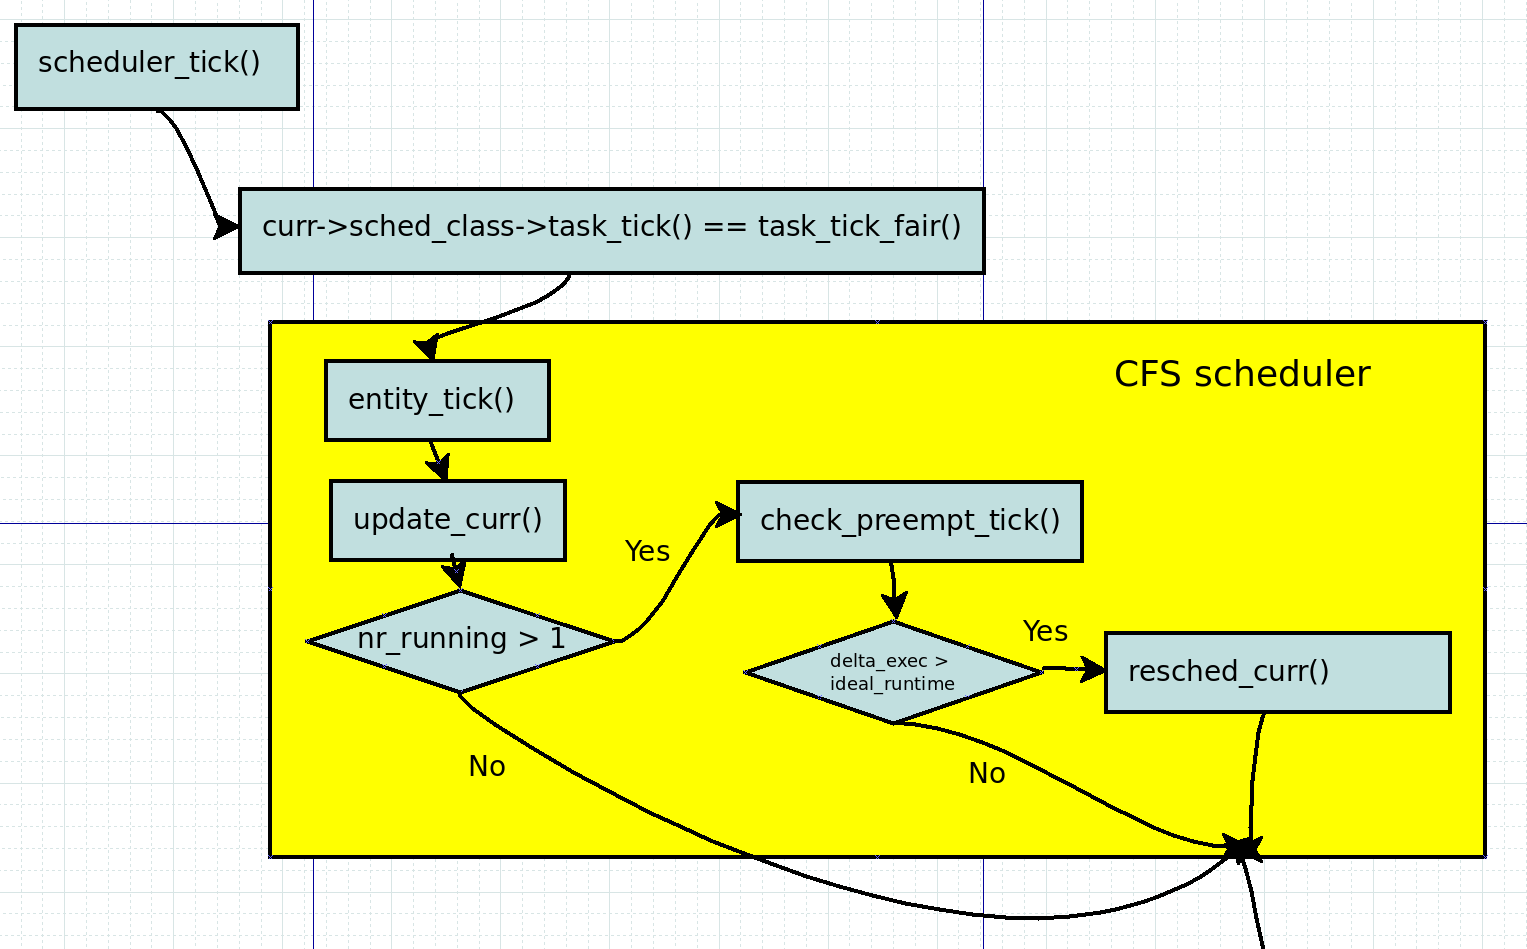 scheduler_tick()
curr->sched_class->task_tick() == task_tick_fair()
CFS scheduler
entity_tick()
update_curr()
Yes
check_preempt_tick()
nr_running > 1
Yes
delta_exec >
ideal_runtime
resched_curr()
No
No